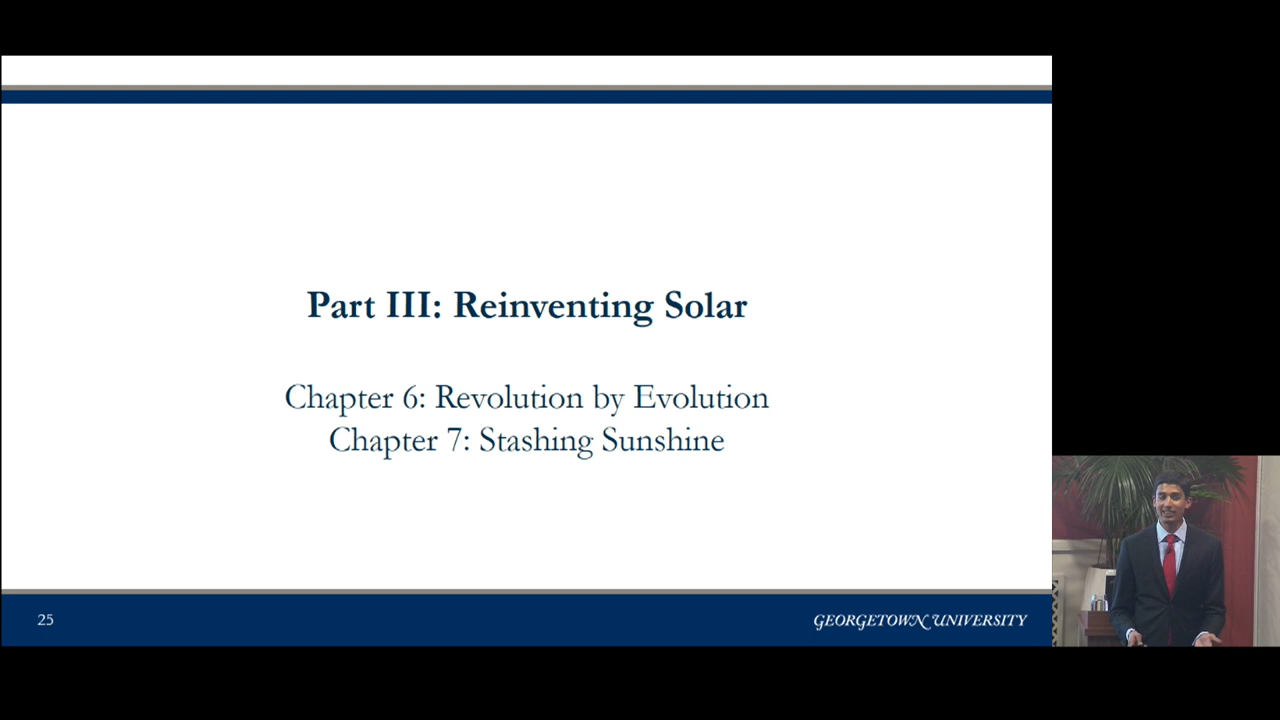 Part III: Reinventing Solar
Chapter 6: Revolution by Evolution
Chapter 7: Stashing Sunshine
25
GEORGETOWN UNIVERSITY